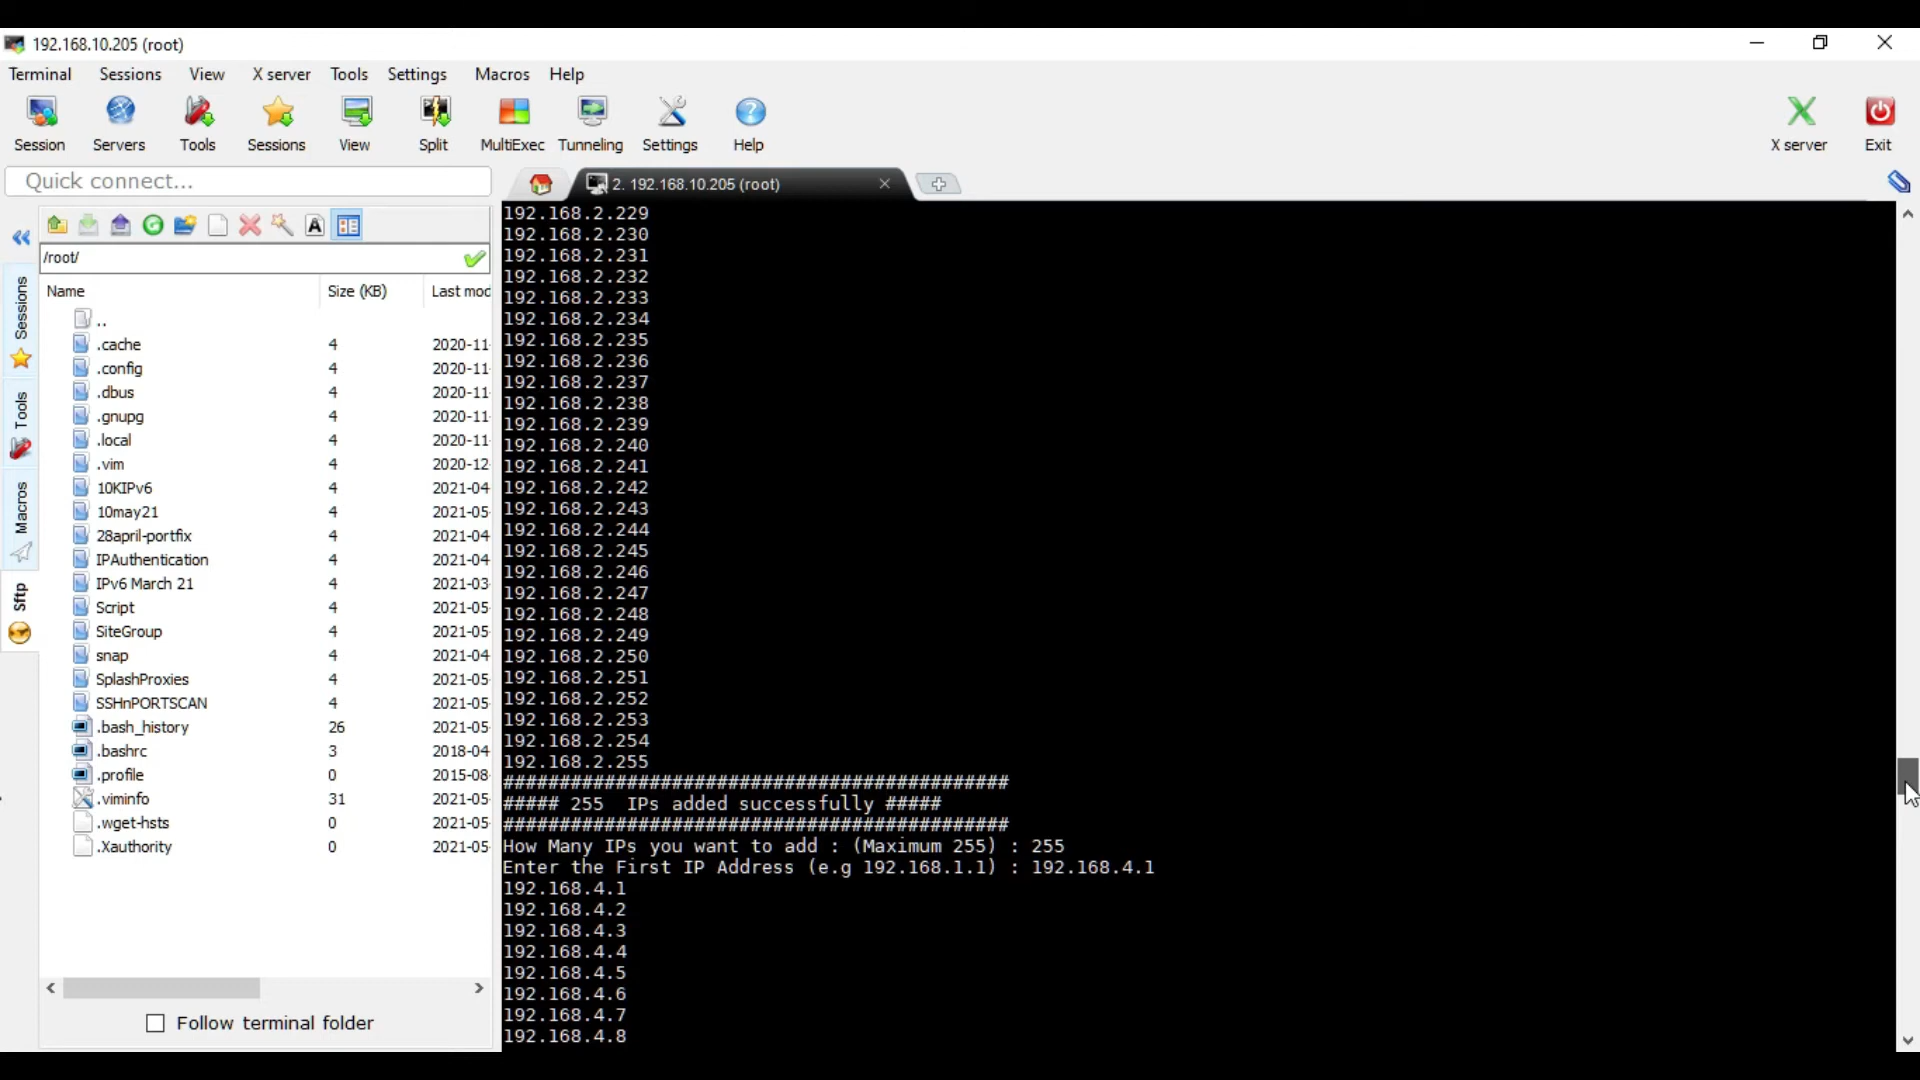 192.168.10.205 (root)
Terminal Sessions View X server Tools Settings Macros Help
Session Servers Tools Sessions View Split MultiExec Tunneling Settings Help X server Exit
Quick connect...
2. 192.168.10.205 (root)
/root/
Name Size (KB) Last mod
..
.cache 4 2020-11-
.config 4 2020-11-
.dbus 4 2020-11-
.gnupg 4 2020-11-
.local 4 2020-11-
.vim 4 2020-12-
10KIPv6 4 2021-04-
10may21 4 2021-05-
28april-portfix 4 2021-04-
IPAuthentication 4 2021-04-
IPv6 March 21 4 2021-03-
Script 4 2021-05-
SiteGroup 4 2021-05-
snap 4 2021-04-
SplashProxies 4 2021-05-
SSHnPORTSCAN 4 2021-05-
.bash_history 26 2021-05-
.bashrc 3 2018-04-
.profile 0 2015-08-
.viminfo 31 2021-05-
.wget-hsts 0 2021-05-
.Xauthority 0 2021-05-
Follow terminal folder
Sessions
Tools
Macros
Sftp
192.168.2.229
192.168.2.230
192.168.2.231
192.168.2.232
192.168.2.233
192.168.2.234
192.168.2.235
192.168.2.236
192.168.2.237
192.168.2.238
192.168.2.239
192.168.2.240
192.168.2.241
192.168.2.242
192.168.2.243
192.168.2.244
192.168.2.245
192.168.2.246
192.168.2.247
192.168.2.248
192.168.2.249
192.168.2.250
192.168.2.251
192.168.2.252
192.168.2.253
192.168.2.254
192.168.2.255
#############################################
##### 255  IPs added successfully #####
#############################################
How Many IPs you want to add : (Maximum 255) : 255
Enter the First IP Address (e.g 192.168.1.1) : 192.168.4.1
192.168.4.1
192.168.4.2
192.168.4.3
192.168.4.4
192.168.4.5
192.168.4.6
192.168.4.7
192.168.4.8